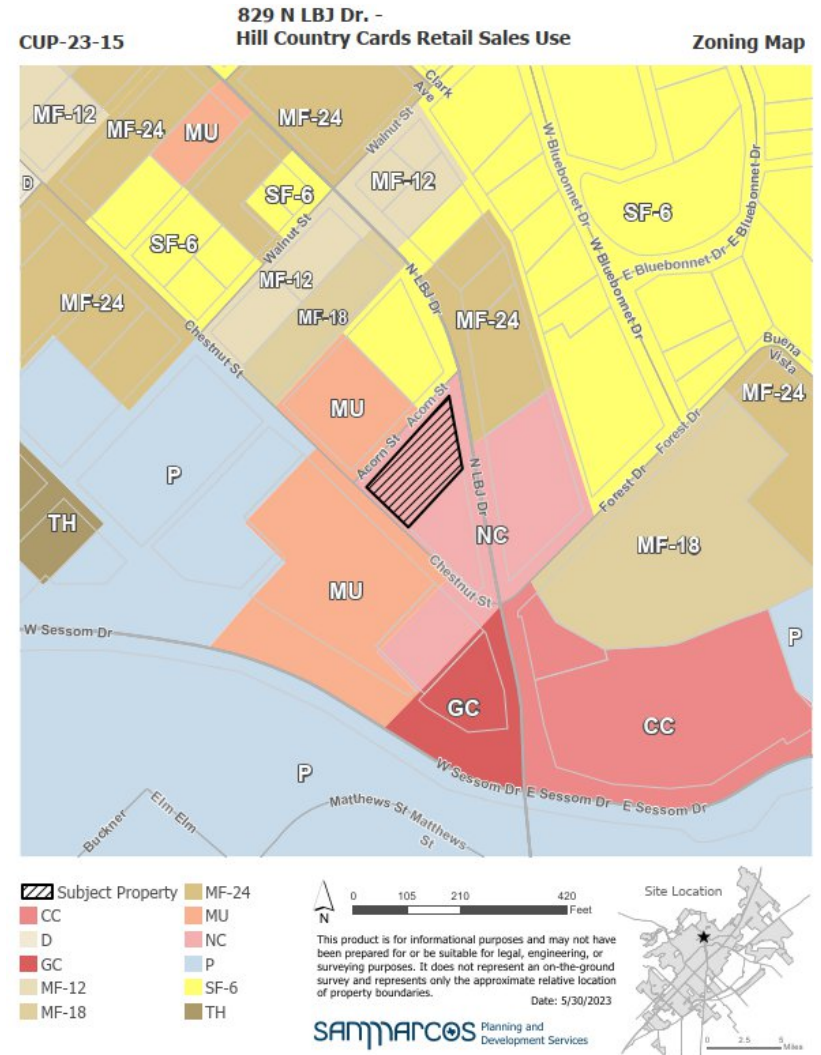 829 N LBJ Dr. -
CUP-23-15
Hill Country Cards Retail Sales Use
Zoning Map
Clark
Ave
MF-12
MF-24
MU
MF-24
Walnut St
W Bluebonnet Dr
E Bluebonnet Dr
D
MF-12
SF-6
SF-6
W Bluebonnet Dr
SF-6
Walnut St
E Bluebonnet Dr
MF-12
N LBJ Dr
MF-24
MF-18
MF-24
W Bluebonnet Dr
Chestnut St
Buena
Vista
MF-24
MU
Acorn St
Acorn St
Forest Dr
P
N LBJ Dr
Forest Dr
TH
NC
MF-18
MU
Chestnut St
W Sessom Dr
P
GC
CC
P
W Sessom Dr
E Sessom Dr
E Sessom Dr
Buckner
Elm
Elm
Matthews St
Matthews
St
Subject Property
CC
D
GC
MF-12
MF-18
MF-24
MU
NC
P
SF-6
TH
N
0 105 210 420
Feet
This product is for informational purposes and may not have
been prepared for or be suitable for legal, engineering, or
surveying purposes. It does not represent an on-the-ground
survey and represents only the approximate relative location
of property boundaries.
Date: 5/30/2023
SANMARCOS
Planning and
Development Services
Site Location
0 2.5 5
Miles